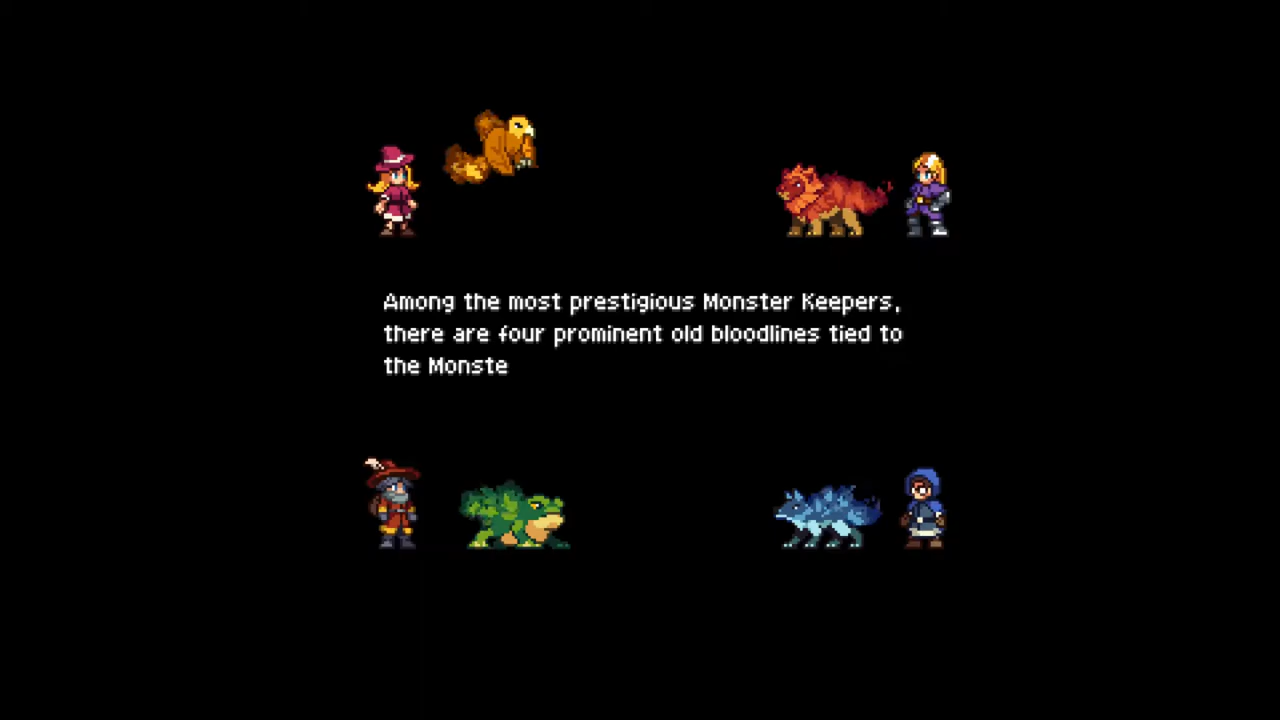 Among the most prestigious Monster Keepers,
there are four prominent old bloodlines tied to
the Monste